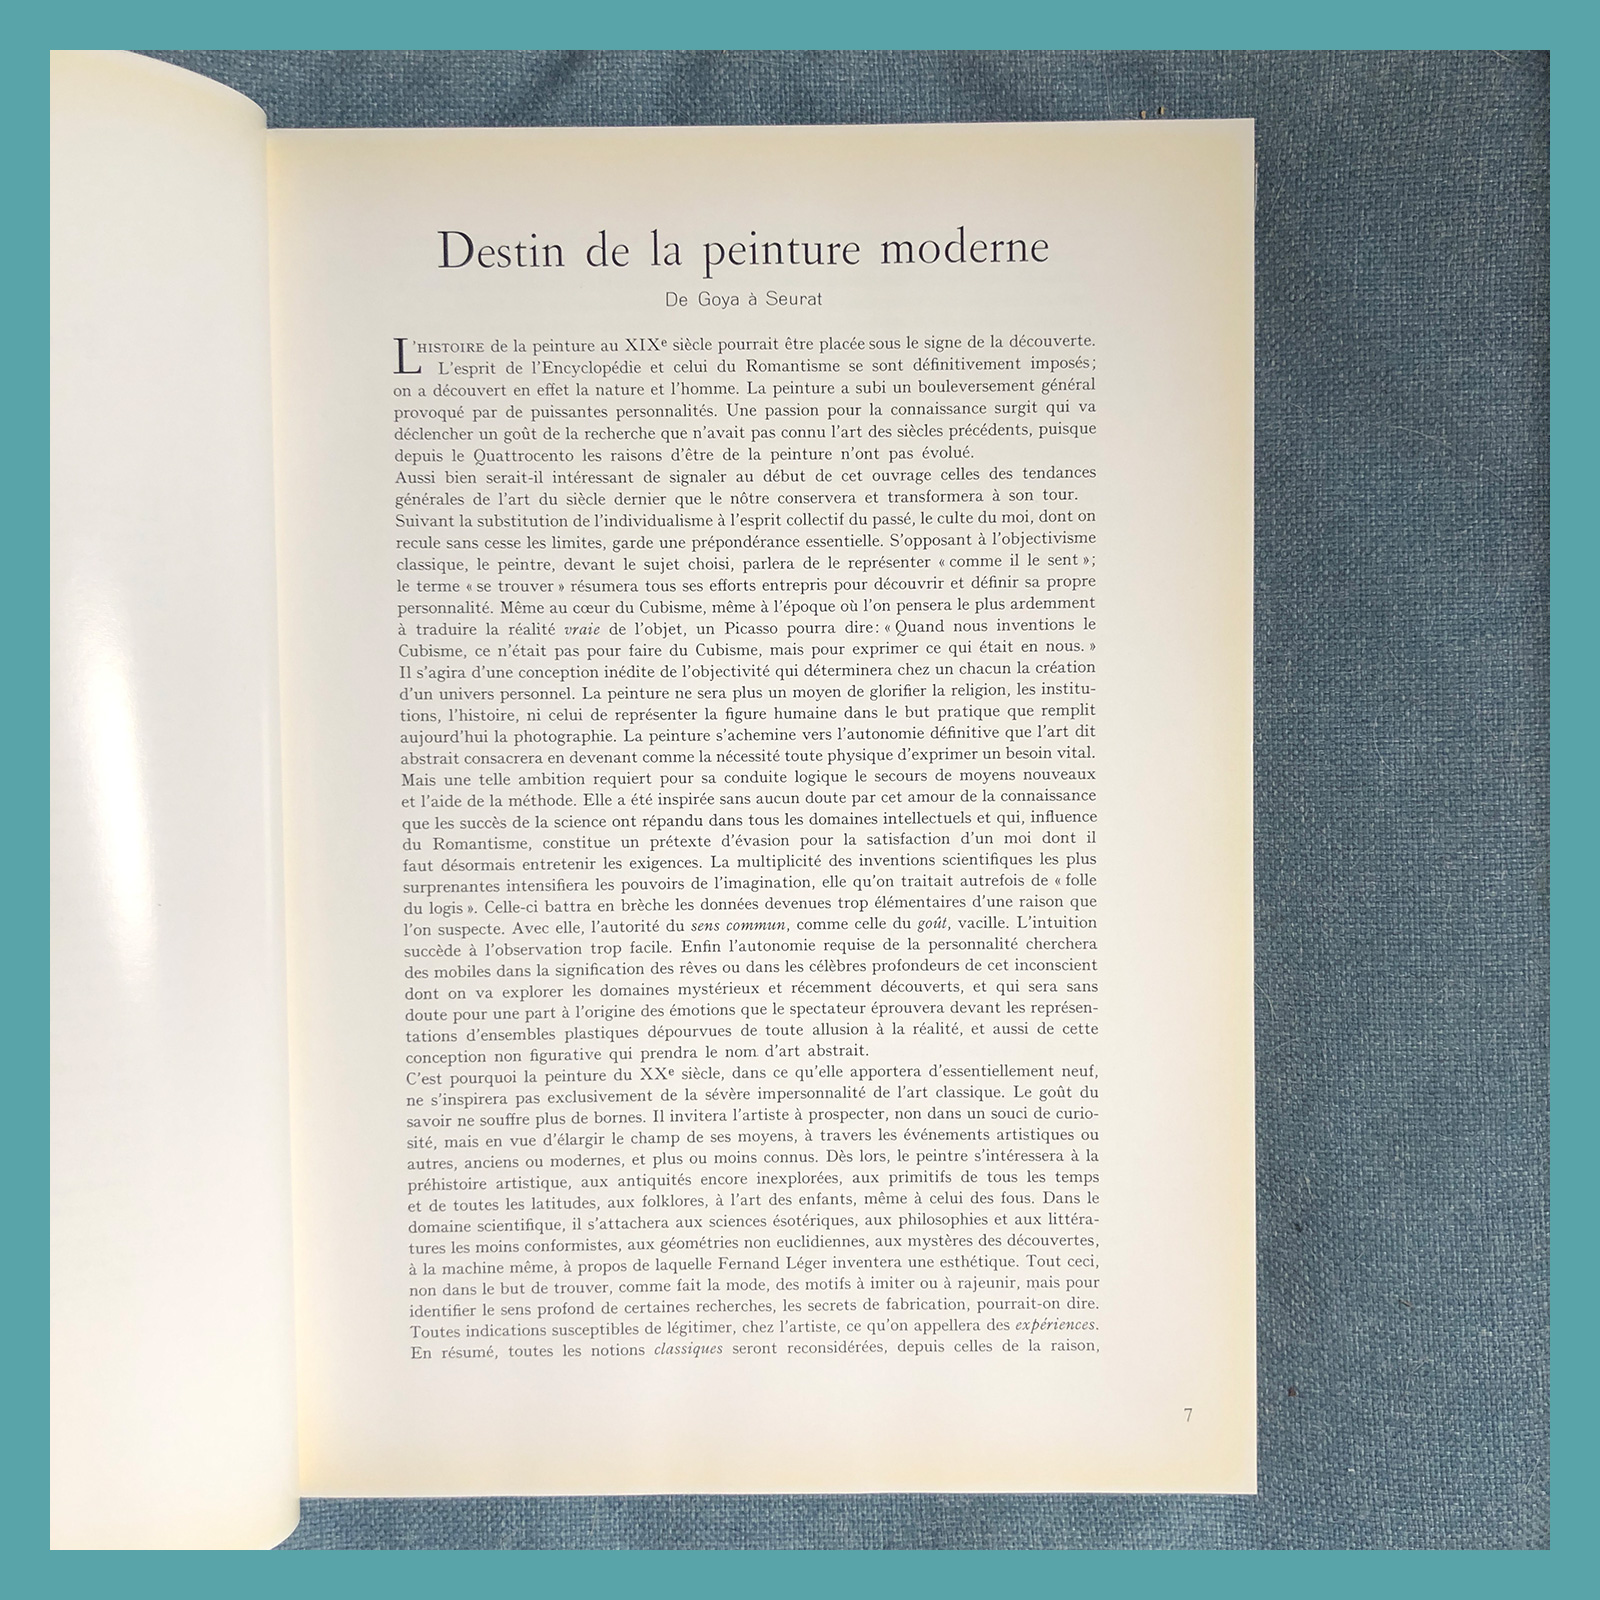 Destin de la peinture moderne
De Goya à Seurat
L'HISTOIRE de la peinture au XIXe siècle pourrait être placée sous le signe de la découverte.
L'esprit de l'Encyclopédie et celui du Romantisme se sont définitivement imposés;
on a découvert en effet la nature et l'homme. La peinture a subi un bouleversement général
provoqué par de puissantes personnalités. Une passion pour la connaissance surgit qui va
déclencher un goût de la recherche que n'avait pas connu l'art des siècles précédents, puisque
depuis le Quattrocento les raisons d'être de la peinture n'ont pas évolué.
Aussi bien serait-il intéressant de signaler au début de cet ouvrage celles des tendances
générales de l'art du siècle dernier que le nôtre conservera et transformera à son tour.
Suivant la substitution de l'individualisme à l'esprit collectif du passé, le culte du moi, dont on
recule sans cesse les limites, garde une prépondérance essentielle. S'opposant à l'objectivisme
classique, le peintre, devant le sujet choisi, parlera de le représenter « comme il le sent »;
le terme « se trouver » résumera tous ses efforts entrepris pour découvrir et définir sa propre
personnalité. Même au cœur du Cubisme, même à l'époque où l'on pensera le plus ardemment
à traduire la réalité vraie de l'objet, un Picasso pourra dire: « Quand nous inventions le
Cubisme, ce n'était pas pour faire du Cubisme, mais pour exprimer ce qui était en nous. »
Il s'agira d'une conception inédite de l'objectivité qui déterminera chez un chacun la création
d'un univers personnel. La peinture ne sera plus un moyen de glorifier la religion, les institu-
tions, l'histoire, ni celui de représenter la figure humaine dans le but pratique que remplit
aujourd'hui la photographie. La peinture s'achemine vers l'autonomie définitive que l'art dit
abstrait consacrera en devenant comme la nécessité toute physique d'exprimer un besoin vital.
Mais une telle ambition requiert pour sa conduite logique le secours de moyens nouveaux
et l'aide de la méthode. Elle a été inspirée sans aucun doute par cet amour de la connaissance
que les succès de la science ont répandu dans tous les domaines intellectuels et qui, influence
du Romantisme, constitue un prétexte d'évasion pour la satisfaction d'un moi dont il
faut désormais entretenir les exigences. La multiplicité des inventions scientifiques les plus
surprenantes intensifiera les pouvoirs de l'imagination, elle qu'on traitait autrefois de « folle
du logis ». Celle-ci battra en brèche les données devenues trop élémentaires d'une raison que
l'on suspecte. Avec elle, l'autorité du sens commun, comme celle du goût, vacille. L'intuition
succède à l'observation trop facile. Enfin l'autonomie requise de la personnalité cherchera
des mobiles dans la signification des rêves ou dans les célèbres profondeurs de cet inconscient
dont on va explorer les domaines mystérieux et récemment découverts, et qui sera sans
doute pour une part à l'origine des émotions que le spectateur éprouvera devant les représen-
tations d'ensembles plastiques dépourvues de toute allusion à la réalité, et aussi de cette
conception non figurative qui prendra le nom d'art abstrait.
C'est pourquoi la peinture du XXe siècle, dans ce qu'elle apportera d'essentiellement neuf,
ne s'inspirera pas exclusivement de la sévère impersonnalité de l'art classique. Le goût du
savoir ne souffre plus de bornes. Il invitera l'artiste à prospecter, non dans un souci de curio-
sité, mais en vue d'élargir le champ de ses moyens, à travers les événements artistiques ou
autres, anciens ou modernes, et plus ou moins connus. Dès lors, le peintre s'intéressera à la
préhistoire artistique, aux antiquités encore inexplorées, aux primitifs de tous les temps
et de toutes les latitudes, aux folklores, à l'art des enfants, même à celui des fous. Dans le
domaine scientifique, il s'attachera aux sciences ésotériques, aux philosophies et aux littéra-
tures les moins conformistes, aux géométries non euclidiennes, aux mystères des découvertes,
à la machine même, à propos de laquelle Fernand Léger inventera une esthétique. Tout ceci,
non dans le but de trouver, comme fait la mode, des motifs à imiter ou à rajeunir, mais pour
identifier le sens profond de certaines recherches, les secrets de fabrication, pourrait-on dire.
Toutes indications susceptibles de légitimer, chez l'artiste, ce qu'on appellera des expériences.
En résumé, toutes les notions classiques seront reconsidérées, depuis celles de la raison,
7